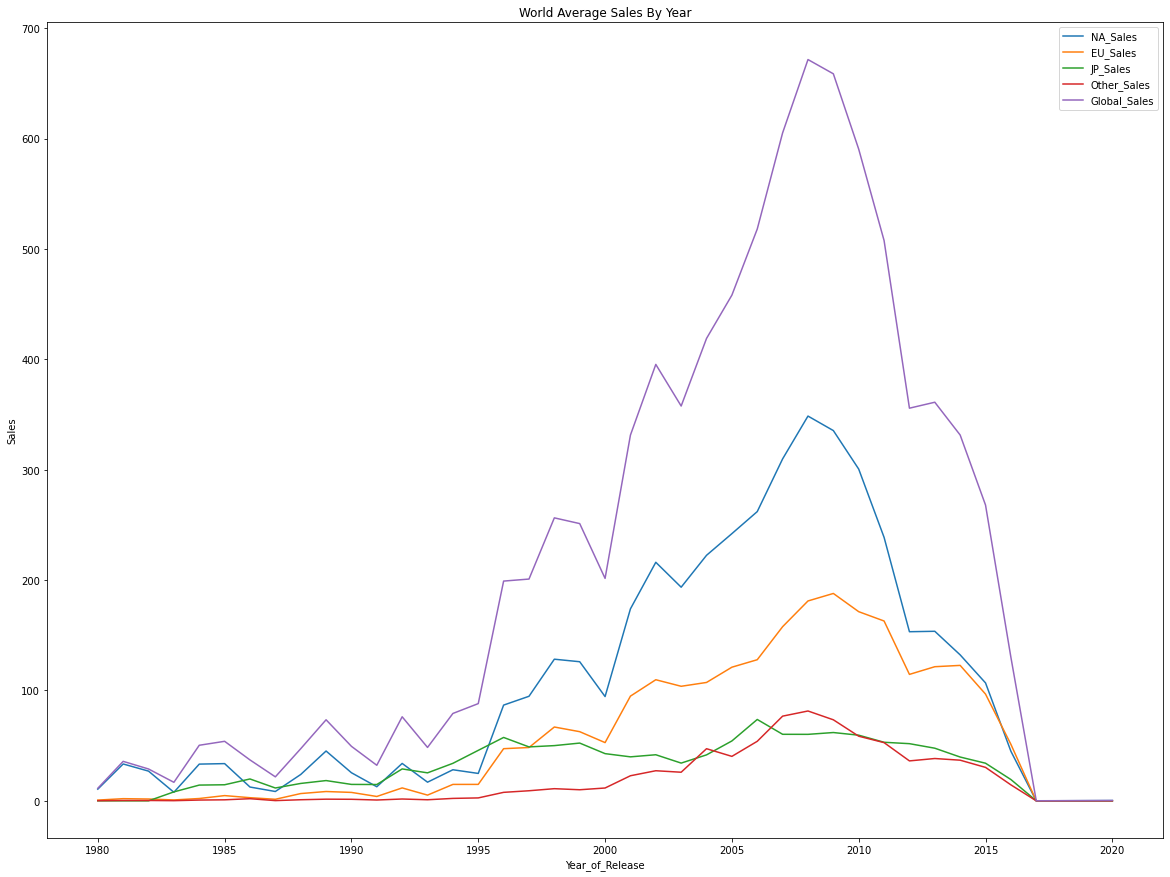 World Average Sales By Year
700
600
500
400
300
200
100
0
Sales
NA_Sales
EU_Sales
JP_Sales
Other_Sales
Global_Sales
1980 1985 1990 1995 2000 2005 2010 2015 2020
Year_of_Release